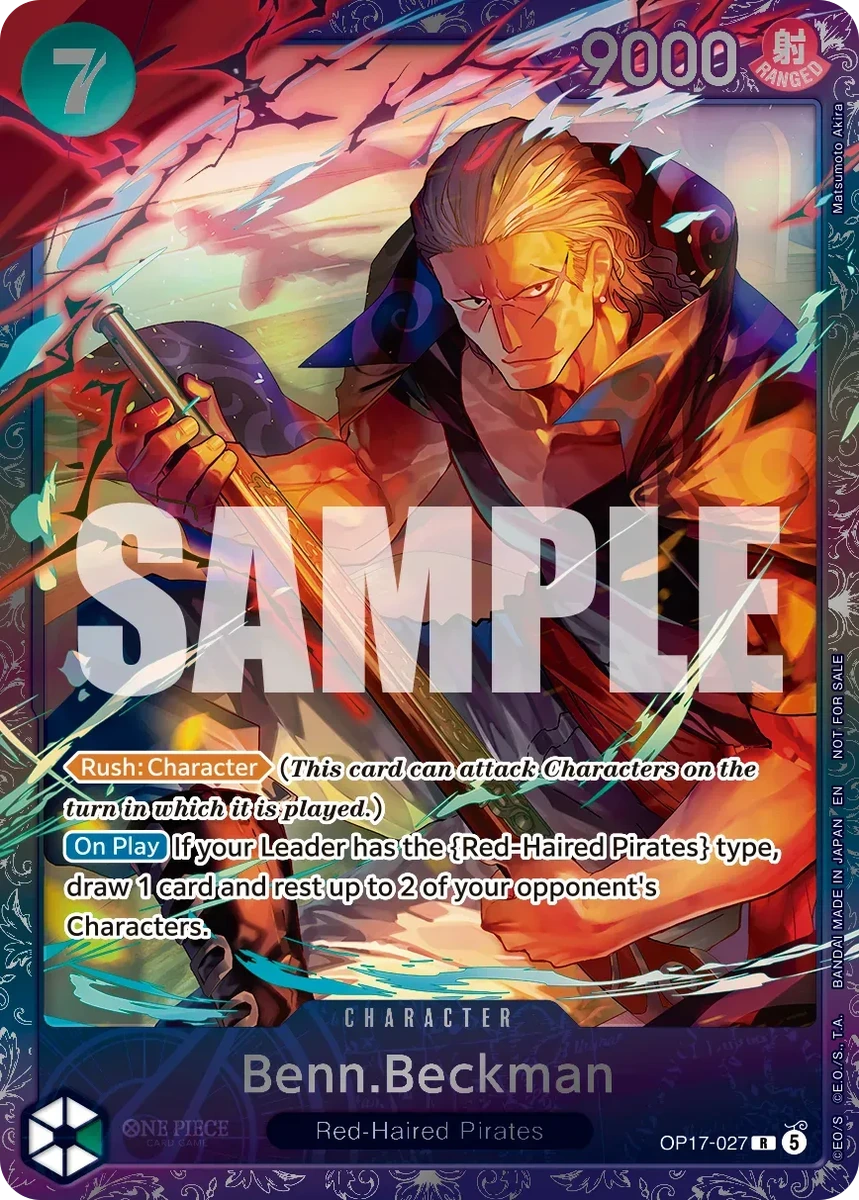 7
9000
射
RANGED
Matsumoto Akira
SAMPLE
Rush: Character (This card can attack Characters on the
turn in which it is played.)
On Play If your Leader has the {Red-Haired Pirates} type,
draw 1 card and rest up to 2 of your opponent's
Characters.
CHARACTER
Benn.Beckman
ONE PIECE
CARD GAME
Red-Haired Pirates
OP17-027 R 5
©E.O/S ©E.O./S., T.A. BANDAI MADE IN JAPAN EN NOT FOR SALE